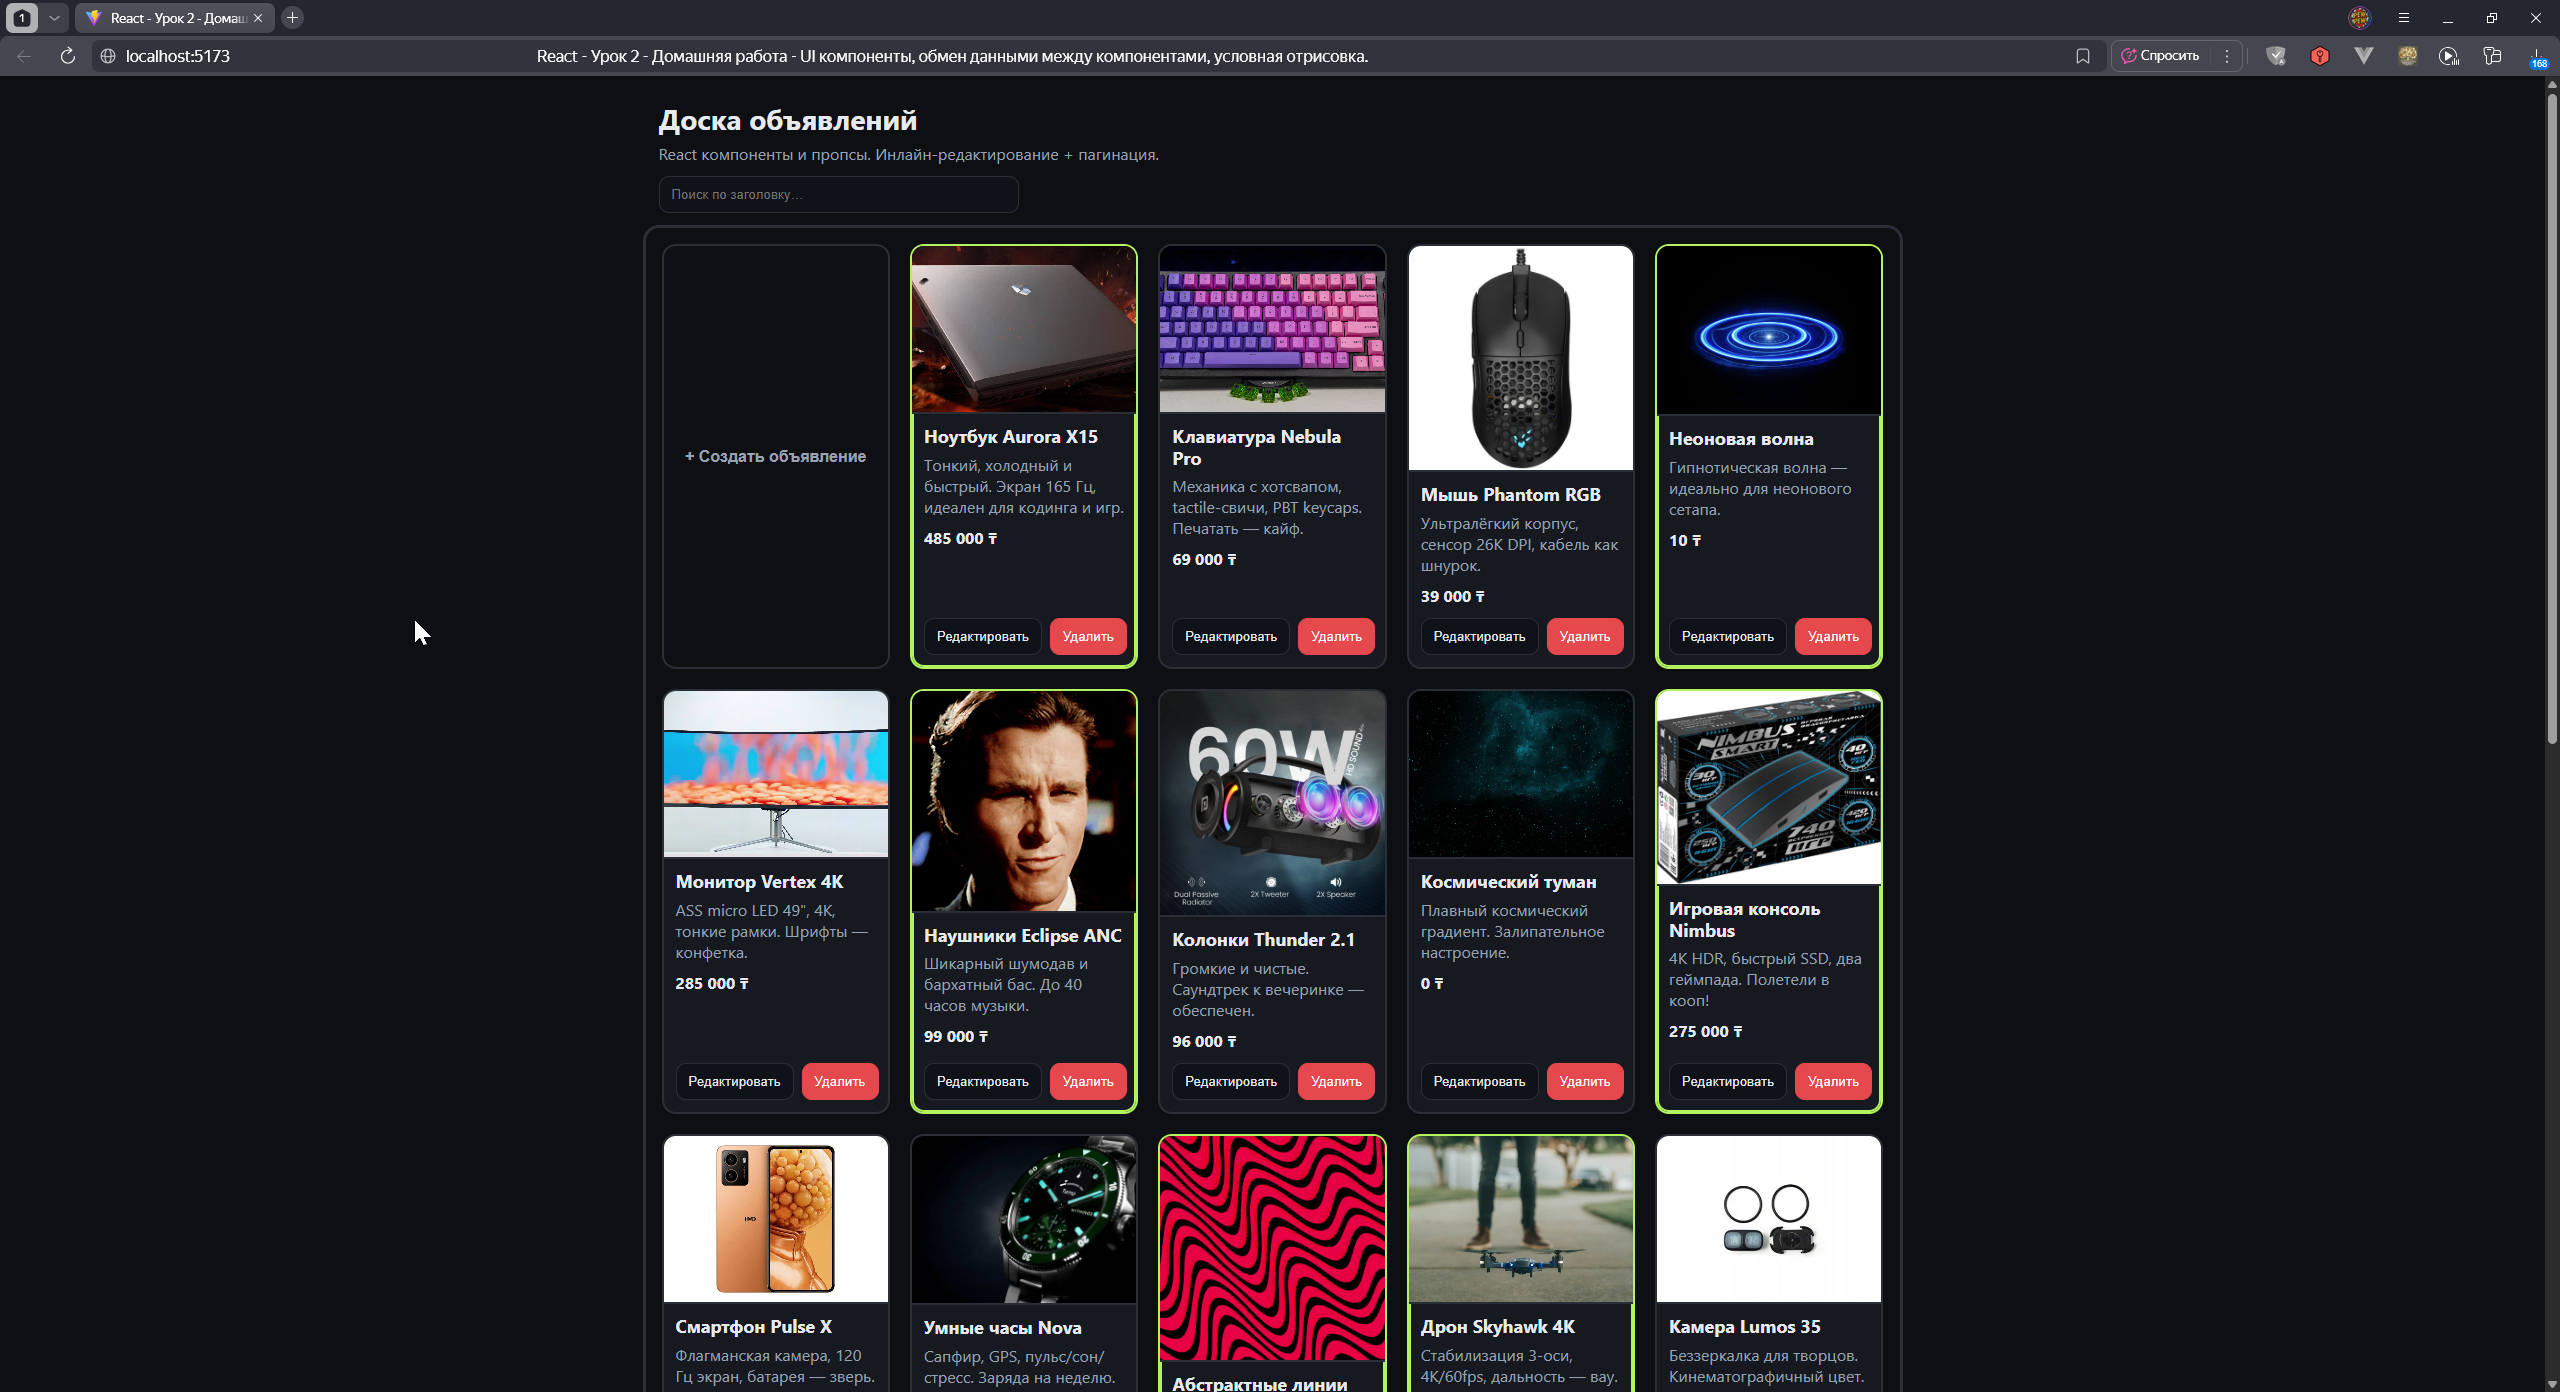 1
React - Урок 2 - Домаш
localhost:5173
React - Урок 2 - Домашняя работа - UI компоненты, обмен данными между компонентами, условная отрисовка.
Спросить
168
Доска объявлений
React компоненты и пропсы. Инлайн-редактирование + пагинация.
Поиск по заголовку...
+ Создать объявление
Ноутбук Aurora X15
Тонкий, холодный и
быстрый. Экран 165 Гц,
идеален для кодинга и игр.
485 000 ₸
Редактировать
Удалить
Клавиатура Nebula
Pro
Механика с хотсвапом,
tactile-свичи, PBT keycaps.
Печатать — кайф.
69 000 ₸
Редактировать
Удалить
Мышь Phantom RGB
Ультралёгкий корпус,
сенсор 26K DPI, кабель как
шнурок.
39 000 ₸
Редактировать
Удалить
Неоновая волна
Гипнотическая волна —
идеально для неонового
сетапа.
10 ₸
Редактировать
Удалить
Монитор Vertex 4K
ASS micro LED 49", 4K,
тонкие рамки. Шрифты —
конфетка.
285 000 ₸
Редактировать
Удалить
Наушники Eclipse ANC
Шикарный шумодав и
бархатный бас. До 40
часов музыки.
99 000 ₸
Редактировать
Удалить
60W
HD SOUND
Dual Passive
Radiator
2X Tweeter
2X Speaker
Колонки Thunder 2.1
Громкие и чистые.
Саундтрек к вечеринке —
обеспечен.
96 000 ₸
Редактировать
Удалить
Космический туман
Плавный космический
градиент. Залипательное
настроение.
0 ₸
Редактировать
Удалить
NIMBUS
SMART
740
ИГР
Игровая консоль
Nimbus
4K HDR, быстрый SSD, два
геймпада. Полетели в
кооп!
275 000 ₸
Редактировать
Удалить
Смартфон Pulse X
Флагманская камера, 120
Гц экран, батарея — зверь.
Умные часы Nova
Сапфир, GPS, пульс/сон/
стресс. Заряда на неделю.
Абстрактные линии
Дрон Skyhawk 4K
Стабилизация 3-оси,
4K/60fps, дальность — вау.
Камера Lumos 35
Беззеркалка для творцов.
Кинематографичный цвет.